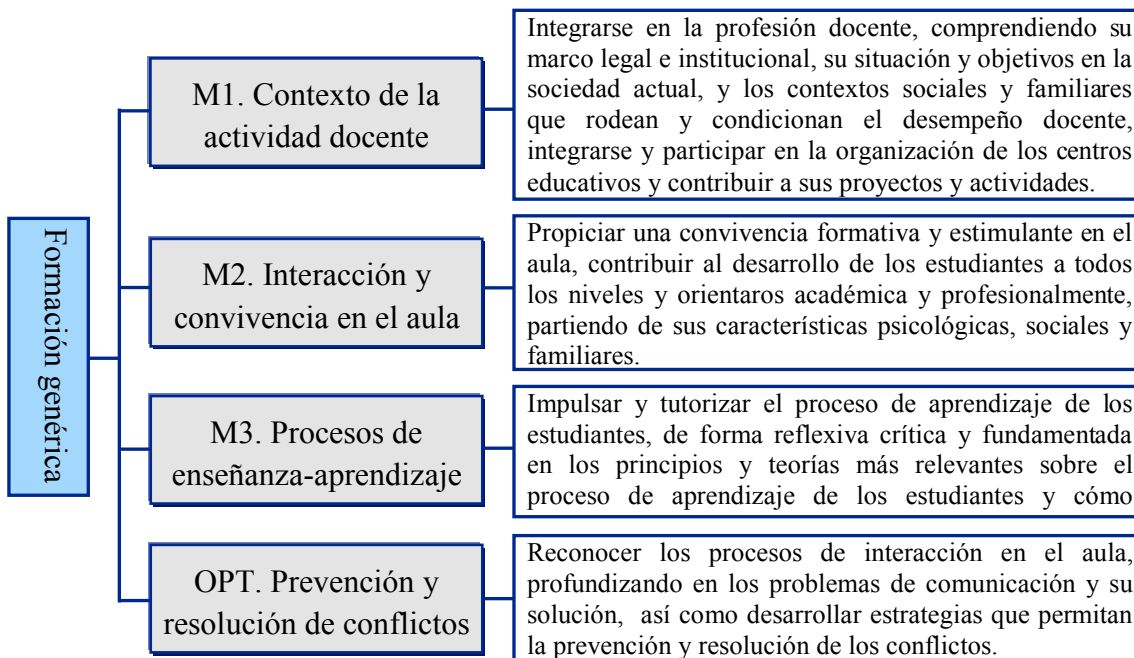 Formación genérica
M1. Contexto de la
actividad docente
Integrarse en la profesión docente, comprendiendo su
marco legal e institucional, su situación y objetivos en la
sociedad actual, y los contextos sociales y familiares
que rodean y condicionan el desempeño docente,
integrarse y participar en la organización de los centros
educativos y contribuir a sus proyectos y actividades.
M2. Interacción y
convivencia en el aula
Propiciar una convivencia formativa y estimulante en el
aula, contribuir al desarrollo de los estudiantes a todos
los niveles y orientaros académica y profesionalmente,
partiendo de sus características psicológicas, sociales y
familiares.
M3. Procesos de
enseñanza-aprendizaje
Impulsar y tutorizar el proceso de aprendizaje de los
estudiantes, de forma reflexiva crítica y fundamentada
en los principios y teorías más relevantes sobre el
proceso de aprendizaje de los estudiantes y cómo
OPT. Prevención y
resolución de conflictos
Reconocer los procesos de interacción en el aula,
profundizando en los problemas de comunicación y su
solución, así como desarrollar estrategias que permitan
la prevención y resolución de los conflictos.